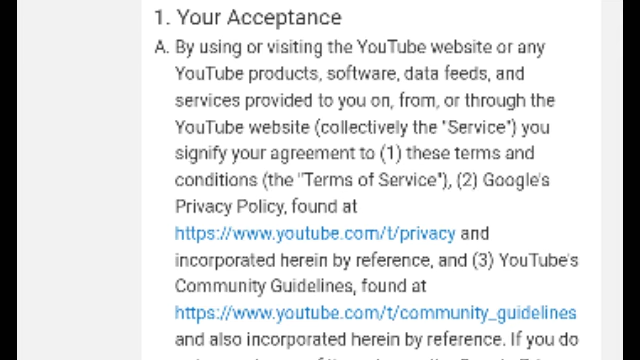 1. Your Acceptance
A. By using or visiting the YouTube website or any
YouTube products, software, data feeds, and
services provided to you on, from, or through the
YouTube website (collectively the "Service") you
signify your agreement to (1) these terms and
conditions (the "Terms of Service"), (2) Google's
Privacy Policy, found at
https://www.youtube.com/t/privacy and
incorporated herein by reference, and (3) YouTube's
Community Guidelines, found at
https://www.youtube.com/t/community_guidelines
and also incorporated herein by reference. If you do